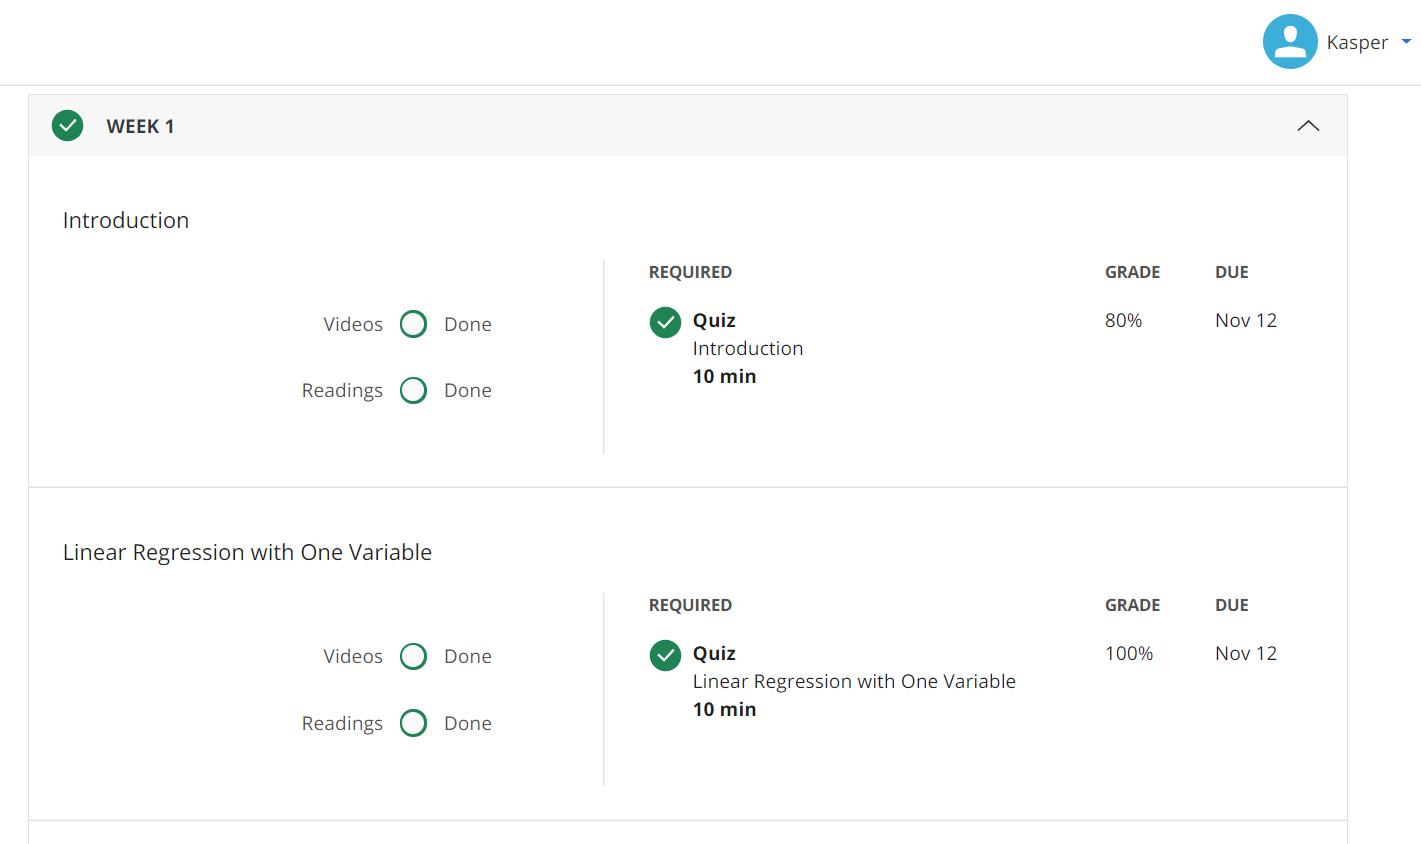 Kasper
WEEK 1
Introduction
Videos Done
Readings Done
REQUIRED GRADE DUE
Quiz 80% Nov 12
Introduction
10 min
Linear Regression with One Variable
Videos Done
Readings Done
REQUIRED GRADE DUE
Quiz 100% Nov 12
Linear Regression with One Variable
10 min